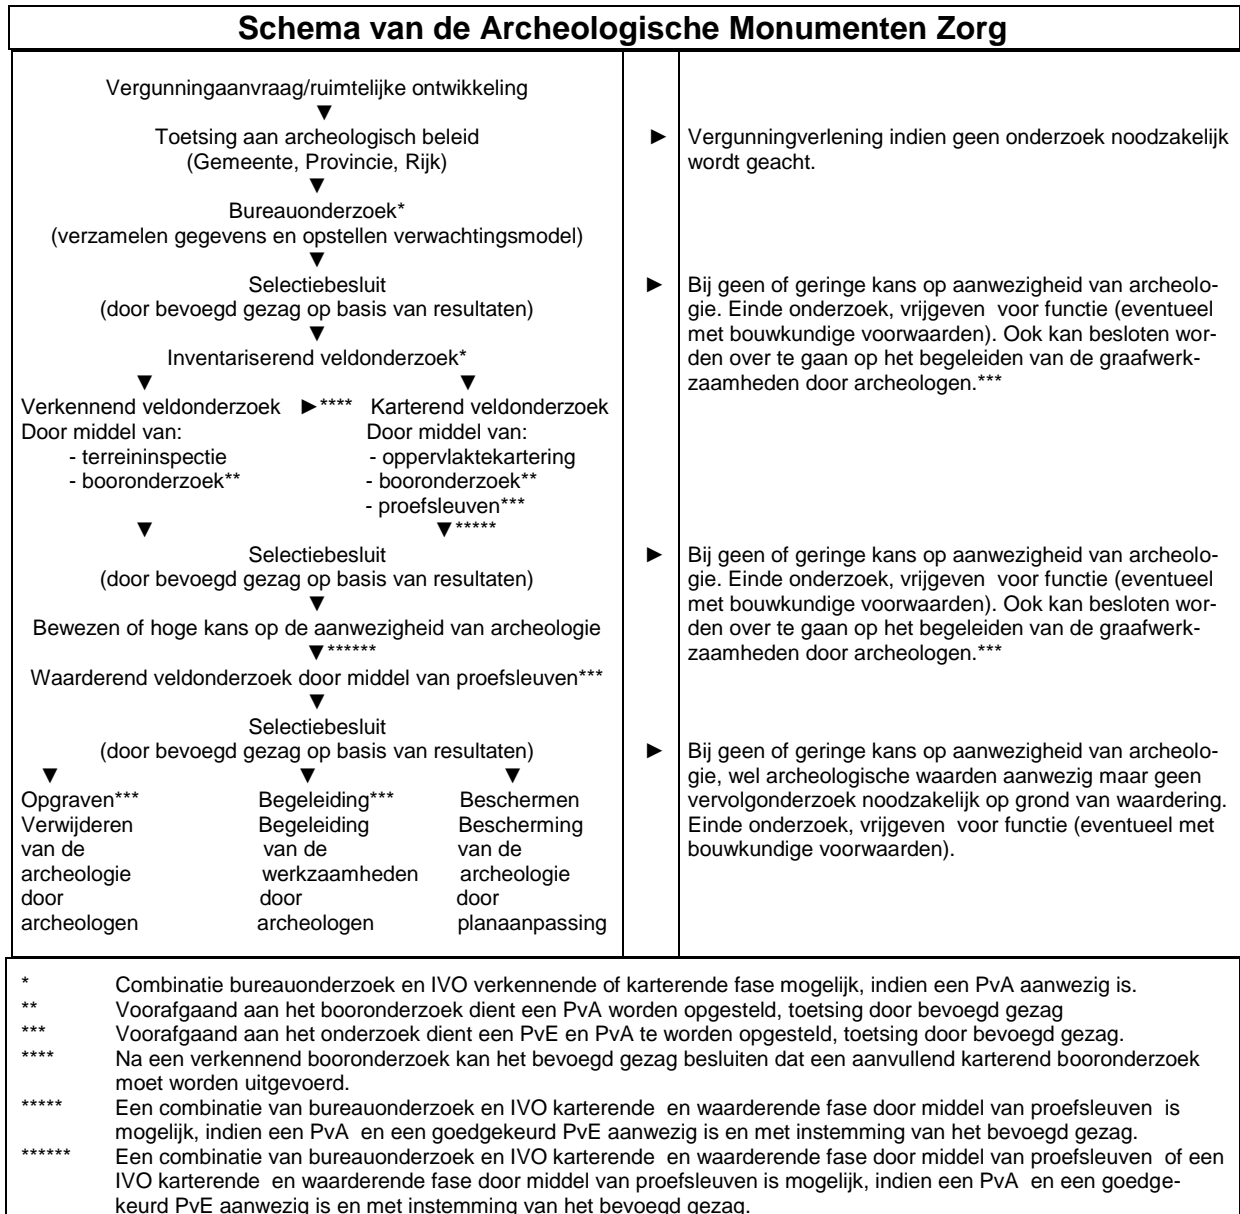 Schema van de Archeologische Monumenten Zorg
Vergunningaanvraag/ruimtelijke ontwikkeling
▼
Toetsing aan archeologisch beleid
(Gemeente, Provincie, Rijk)
► Vergunningverlening indien geen onderzoek noodzakelijk
wordt geacht.
▼
Bureauonderzoek*
(verzamelen gegevens en opstellen verwachtingsmodel)
▼
Selectiebesluit
(door bevoegd gezag op basis van resultaten)
► Bij geen of geringe kans op aanwezigheid van archeolo-
gie. Einde onderzoek, vrijgeven voor functie (eventueel
met bouwkundige voorwaarden). Ook kan besloten wor-
den over te gaan op het begeleiden van de graafwerk-
zaamheden door archeologen.***
▼
Inventariserend veldonderzoek*
▼ ▼
Verkennend veldonderzoek ►**** Karterend veldonderzoek
Door middel van: Door middel van:
- terreininspectie - oppervlaktekartering
- booronderzoek** - booronderzoek**
- proefsleuven***
▼ ▼*****
Selectiebesluit
(door bevoegd gezag op basis van resultaten)
► Bij geen of geringe kans op aanwezigheid van archeolo-
gie. Einde onderzoek, vrijgeven voor functie (eventueel
met bouwkundige voorwaarden). Ook kan besloten wor-
den over te gaan op het begeleiden van de graafwerk-
zaamheden door archeologen.***
▼
Bewezen of hoge kans op de aanwezigheid van archeologie
▼******
Waarderend veldonderzoek door middel van proefsleuven***
▼
Selectiebesluit
(door bevoegd gezag op basis van resultaten)
► Bij geen of geringe kans op aanwezigheid van archeolo-
gie, wel archeologische waarden aanwezig maar geen
vervolgonderzoek noodzakelijk op grond van waardering.
Einde onderzoek, vrijgeven voor functie (eventueel met
bouwkundige voorwaarden).
▼ ▼ ▼
Opgraven*** Begeleiding*** Beschermen
Verwijderen Begeleiding Bescherming
van de van de van de
archeologie werkzaamheden archeologie
door door door
archeologen archeologen planaanpassing
* Combinatie bureauonderzoek en IVO verkennende of karterende fase mogelijk, indien een PvA aanwezig is.
** Voorafgaand aan het booronderzoek dient een PvA worden opgesteld, toetsing door bevoegd gezag
*** Voorafgaand aan het onderzoek dient een PvE en PvA te worden opgesteld, toetsing door bevoegd gezag.
**** Na een verkennend booronderzoek kan het bevoegd gezag besluiten dat een aanvullend karterend booronderzoek
moet worden uitgevoerd.
***** Een combinatie van bureauonderzoek en IVO karterende en waarderende fase door middel van proefsleuven is
mogelijk, indien een PvA en een goedgekeurd PvE aanwezig is en met instemming van het bevoegd gezag.
****** Een combinatie van bureauonderzoek en IVO karterende en waarderende fase door middel van proefsleuven of een
IVO karterende en waarderende fase door middel van proefsleuven is mogelijk, indien een PvA en een goedge-
keurd PvE aanwezig is en met instemming van het bevoegd gezag.